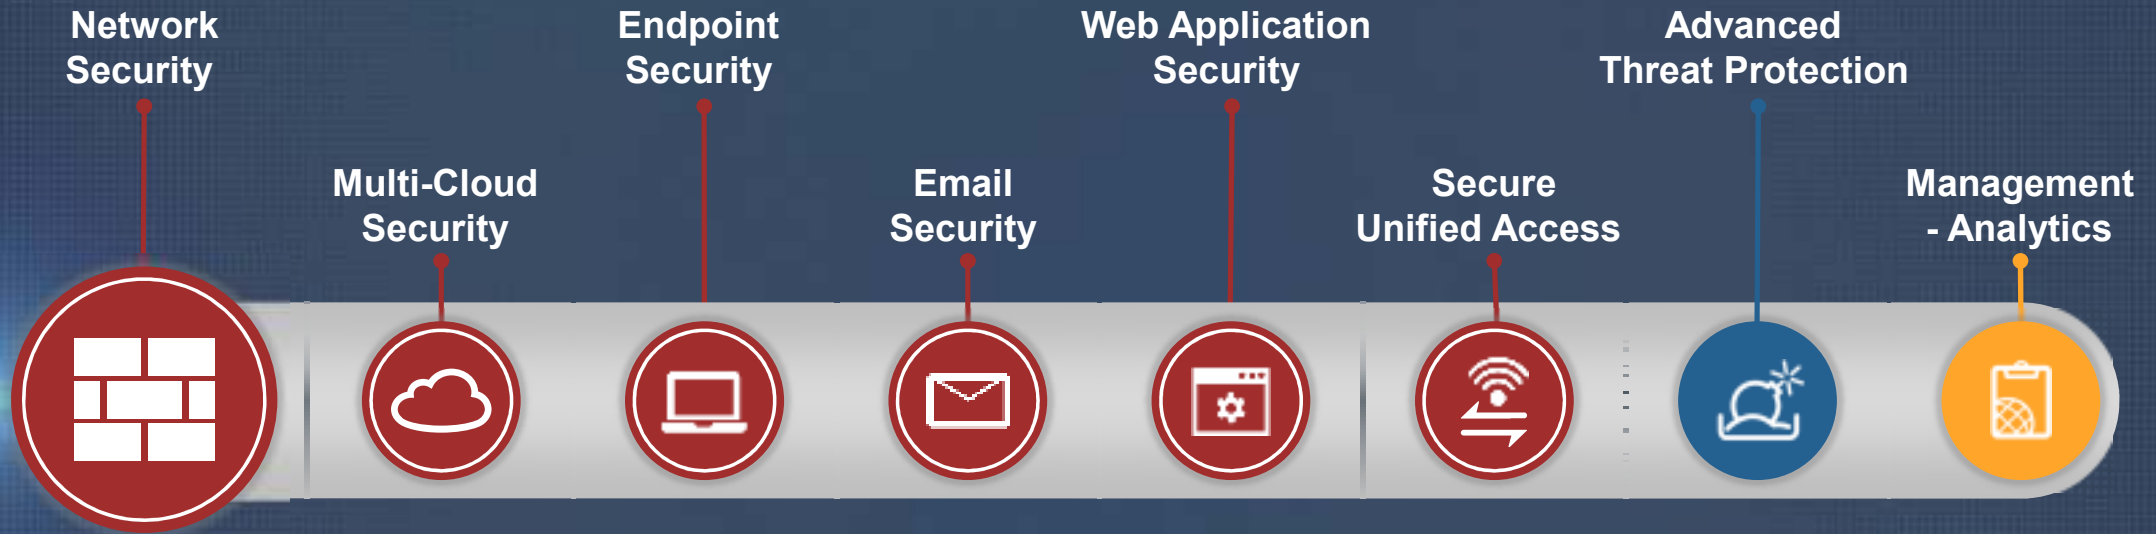 Network
Security
Multi-Cloud
Security
Endpoint
Security
Email
Security
Web Application
Security
Secure
Unified Access
Advanced
Threat Protection
Management
- Analytics